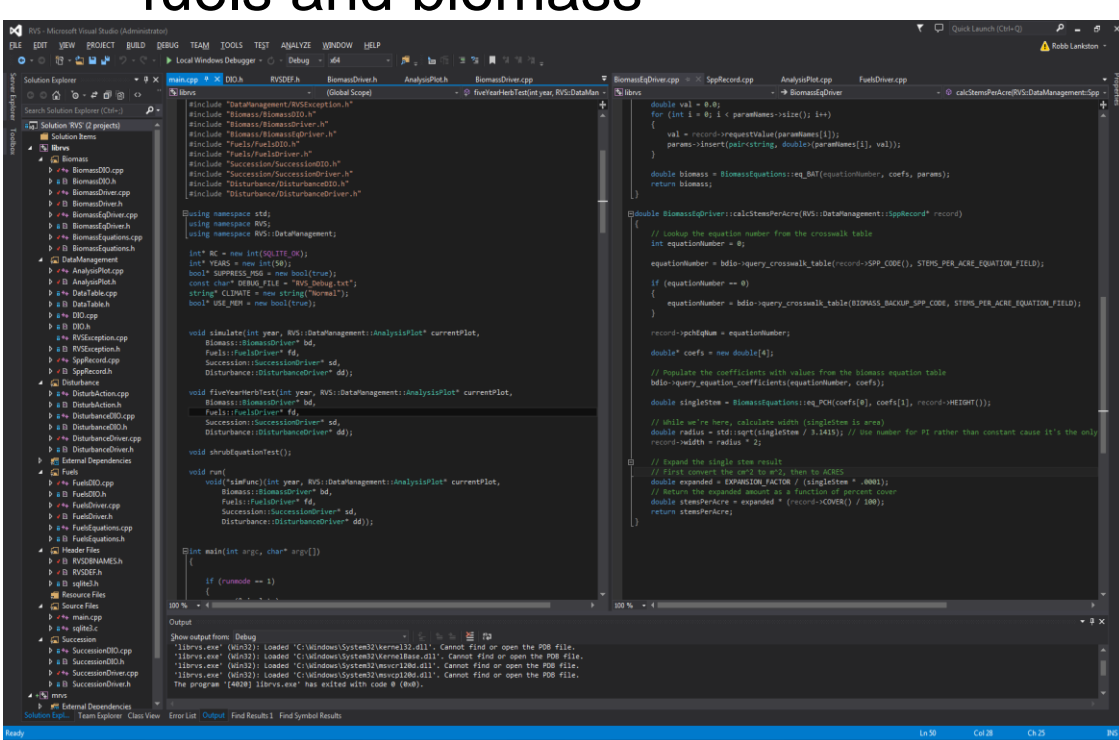 fuels and biomass
RVS - Microsoft Visual Studio (Administrator)
Quick Launch (Ctrl+Q)
FILE EDIT VIEW PROJECT BUILD DEBUG TEAM TOOLS TEST ANALYZE WINDOW HELP
Robb Lankston
Local Windows Debugger Debug x64
Server Explorer
Toolbox
Solution Explorer
Search Solution Explorer (Ctrl+;)
Solution 'RVS' (2 projects)
Solution Items
librvs
Biomass
BiomassDIO.cpp
BiomassDIO.h
BiomassDriver.cpp
BiomassDriver.h
BiomassEqDriver.cpp
BiomassEqDriver.h
BiomassEquations.cpp
BiomassEquations.h
DataManagement
AnalysisPlot.cpp
AnalysisPlot.h
DataTable.cpp
DataTable.h
DIO.cpp
DIO.h
RVSException.cpp
RVSException.h
SppRecord.cpp
SppRecord.h
Disturbance
DisturbAction.cpp
DisturbAction.h
DisturbanceDIO.cpp
DisturbanceDIO.h
DisturbanceDriver.cpp
DisturbanceDriver.h
External Dependencies
Fuels
FuelsDIO.cpp
FuelsDIO.h
FuelsDriver.cpp
FuelsDriver.h
FuelsEquations.cpp
FuelsEquations.h
Header Files
RVSDBNAMES.h
RVSDEF.h
sqlite3.h
Resource Files
Source Files
main.cpp
sqlite3.c
Succession
SuccessionDIO.cpp
SuccessionDIO.h
SuccessionDriver.cpp
SuccessionDriver.h
mrvs
External Dependencies
Solution Expl... Team Explorer Class View
main.cpp DIO.h RVSDEF.h BiomassDriver.h AnalysisPlot.h BiomassDriver.cpp
librvs (Global Scope) fiveYearHerbTest(int year, RVS::DataMan
#include "DataManagement/RVSException.h"
#include "Biomass/BiomassDIO.h"
#include "Biomass/BiomassDriver.h"
#include "Biomass/BiomassEqDriver.h"
#include "Fuels/FuelsDIO.h"
#include "Fuels/FuelsDriver.h"
#include "Succession/SuccessionDIO.h"
#include "Succession/SuccessionDriver.h"
#include "Disturbance/DisturbanceDIO.h"
#include "Disturbance/DisturbanceDriver.h"
using namespace std;
using namespace RVS;
using namespace RVS::DataManagement;
int* RC = new int(SQLITE_OK);
int* YEARS = new int(50);
bool* SUPPRESS_MSG = new bool(true);
const char* DEBUG_FILE = "RVS_Debug.txt";
string* CLIMATE = new string("Normal");
bool* USE_MEM = new bool(true);
void simulate(int year, RVS::DataManagement::AnalysisPlot* currentPlot,
Biomass::BiomassDriver* bd,
Fuels::FuelsDriver* fd,
Succession::SuccessionDriver* sd,
Disturbance::DisturbanceDriver* dd);
void fiveYearHerbTest(int year, RVS::DataManagement::AnalysisPlot* currentPlot,
Biomass::BiomassDriver* bd,
Fuels::FuelsDriver* fd,
Succession::SuccessionDriver* sd,
Disturbance::DisturbanceDriver* dd);
void shrubEquationTest();
void run(
void(*simFunc)(int year, RVS::DataManagement::AnalysisPlot* currentPlot,
Biomass::BiomassDriver* bd,
Fuels::FuelsDriver* fd,
Succession::SuccessionDriver* sd,
Disturbance::DisturbanceDriver* dd));
int main(int argc, char* argv[])
{
if (runmode == 1)
{
100 %
BiomassEqDriver.cpp SppRecord.cpp AnalysisPlot.cpp FuelsDriver.cpp
librvs BiomassEqDriver calcStemsPerAcre(RVS::DataManagement::Spp
double val = 0.0;
for (int i = 0; i < paramNames->size(); i++)
{
val = record->requestValue(paramNames[i]);
params->insert(pair<string, double>(paramNames[i], val));
}
double biomass = BiomassEquations::eq_BAT(equationNumber, coefs, params);
return biomass;
}
double BiomassEqDriver::calcStemsPerAcre(RVS::DataManagement::SppRecord* record)
{
// Lookup the equation number from the crosswalk table
int equationNumber = 0;
equationNumber = bdio->query_crosswalk_table(record->SPP_CODE(), STEMS_PER_ACRE_EQUATION_FIELD);
if (equationNumber == 0)
{
equationNumber = bdio->query_crosswalk_table(BIOMASS_BACKUP_SPP_CODE, STEMS_PER_ACRE_EQUATION_FIELD);
}
record->pchEqNum = equationNumber;
double* coefs = new double[4];
// Populate the coefficients with values from the biomass equation table
bdio->query_equation_coefficients(equationNumber, coefs);
double singleStem = BiomassEquations::eq_PCH(coefs[0], coefs[1], record->HEIGHT());
// While we're here, calculate width (singleStem is area)
double radius = std::sqrt(singleStem / 3.1415); // Use number for PI rather than constant cause it's the only
record->width = radius * 2;
// Expand the single stem result
// First convert the cm^2 to m^2, then to ACRES
double expanded = EXPANSION_FACTOR / (singleStem * .0001);
// Return the expanded amount as a function of percent cover
double stemsPerAcre = expanded * (record->COVER() / 100);
return stemsPerAcre;
}
100 %
Properties
Output
Show output from: Debug
'librvs.exe' (Win32): Loaded 'C:\Windows\System32\kernel32.dll'. Cannot find or open the PDB file.
'librvs.exe' (Win32): Loaded 'C:\Windows\System32\KernelBase.dll'. Cannot find or open the PDB file.
'librvs.exe' (Win32): Loaded 'C:\Windows\System32\msvcr120d.dll'. Cannot find or open the PDB file.
'librvs.exe' (Win32): Loaded 'C:\Windows\System32\msvcp120d.dll'. Cannot find or open the PDB file.
The program '[4020] librvs.exe' has exited with code 0 (0x0).
Error List Output Find Results 1 Find Symbol Results
Ready Ln 50 Col 28 Ch 25 INS